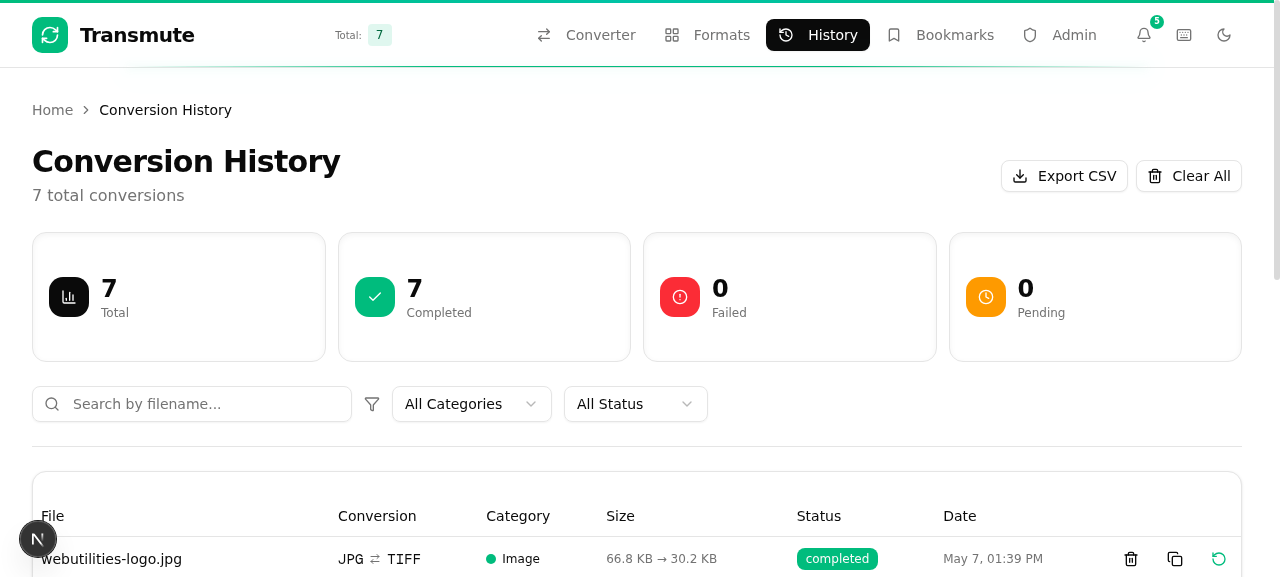 Transmute
Total: 7
Converter
Formats
History
Bookmarks
Admin
5
Home > Conversion History
Conversion History
7 total conversions
Export CSV
Clear All
7
Total
7
Completed
0
Failed
0
Pending
Search by filename...
All Categories
All Status
File Conversion Category Size Status Date
webutilities-logo.jpg JPG ⇄ TIFF Image 66.8 KB → 30.2 KB completed May 7, 01:39 PM
N